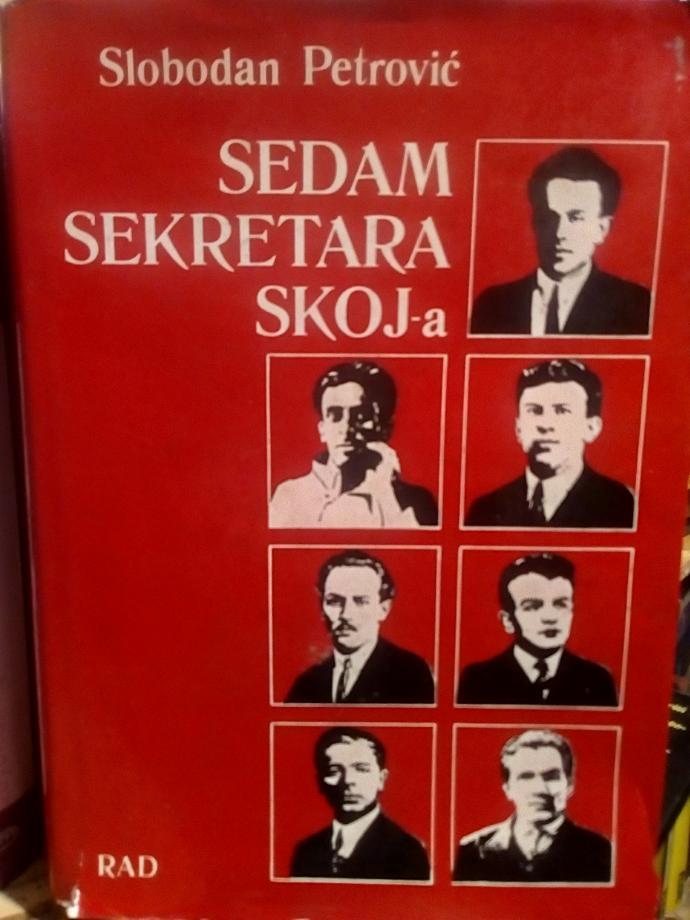 Slobodan Petrović
SEDAM
SEKRETARA
SKOJ-a
RAD